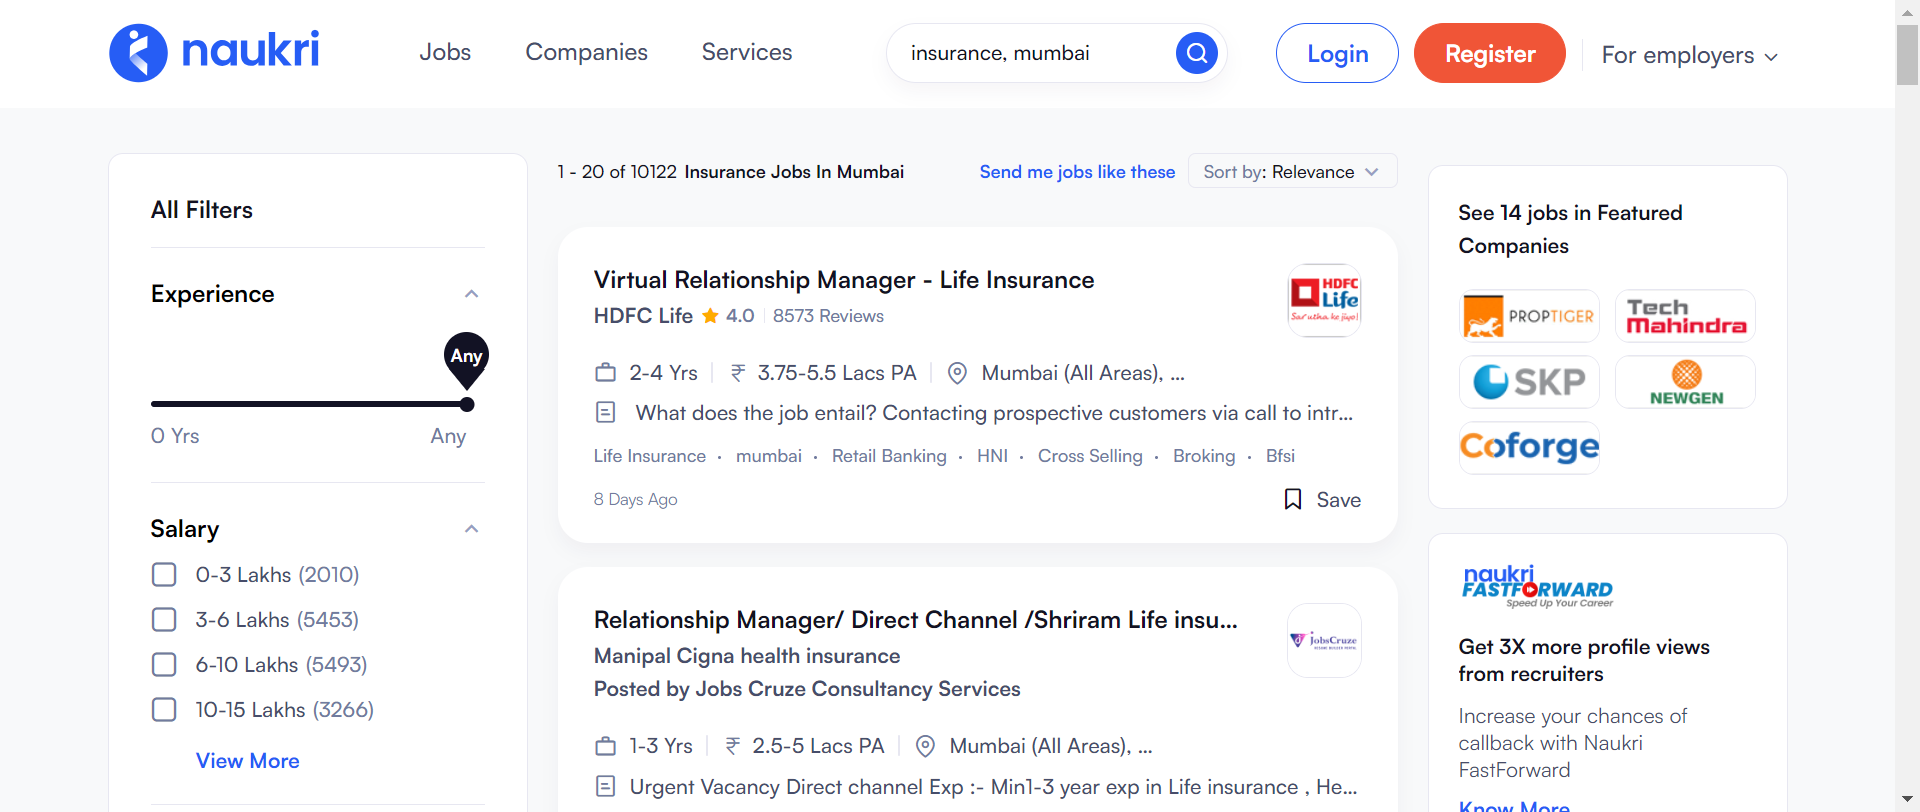 naukri
Jobs
Companies
Services
insurance, mumbai
Login
Register
For employers
All Filters
Experience
Any
0 Yrs
Any
Salary
0-3 Lakhs (2010)
3-6 Lakhs (5453)
6-10 Lakhs (5493)
10-15 Lakhs (3266)
View More
1 - 20 of 10122 Insurance Jobs In Mumbai
Send me jobs like these
Sort by: Relevance
Virtual Relationship Manager - Life Insurance
HDFC Life 4.0 8573 Reviews
HDFC
Life
Sar utha ke jiyo!
2-4 Yrs
₹ 3.75-5.5 Lacs PA
Mumbai (All Areas), ...
What does the job entail? Contacting prospective customers via call to intr...
Life Insurance · mumbai · Retail Banking · HNI · Cross Selling · Broking · Bfsi
8 Days Ago
Save
Relationship Manager/ Direct Channel /Shriram Life insu...
Manipal Cigna health insurance
Posted by Jobs Cruze Consultancy Services
JobsCruze
1-3 Yrs
₹ 2.5-5 Lacs PA
Mumbai (All Areas), ...
Urgent Vacancy Direct channel Exp :- Min1-3 year exp in Life insurance , He...
See 14 jobs in Featured
Companies
PROPTIGER
Tech
Mahindra
SKP
NEWGEN
Coforge
naukri
FASTFORWARD
Speed Up Your Career
Get 3X more profile views
from recruiters
Increase your chances of
callback with Naukri
FastForward
Know More